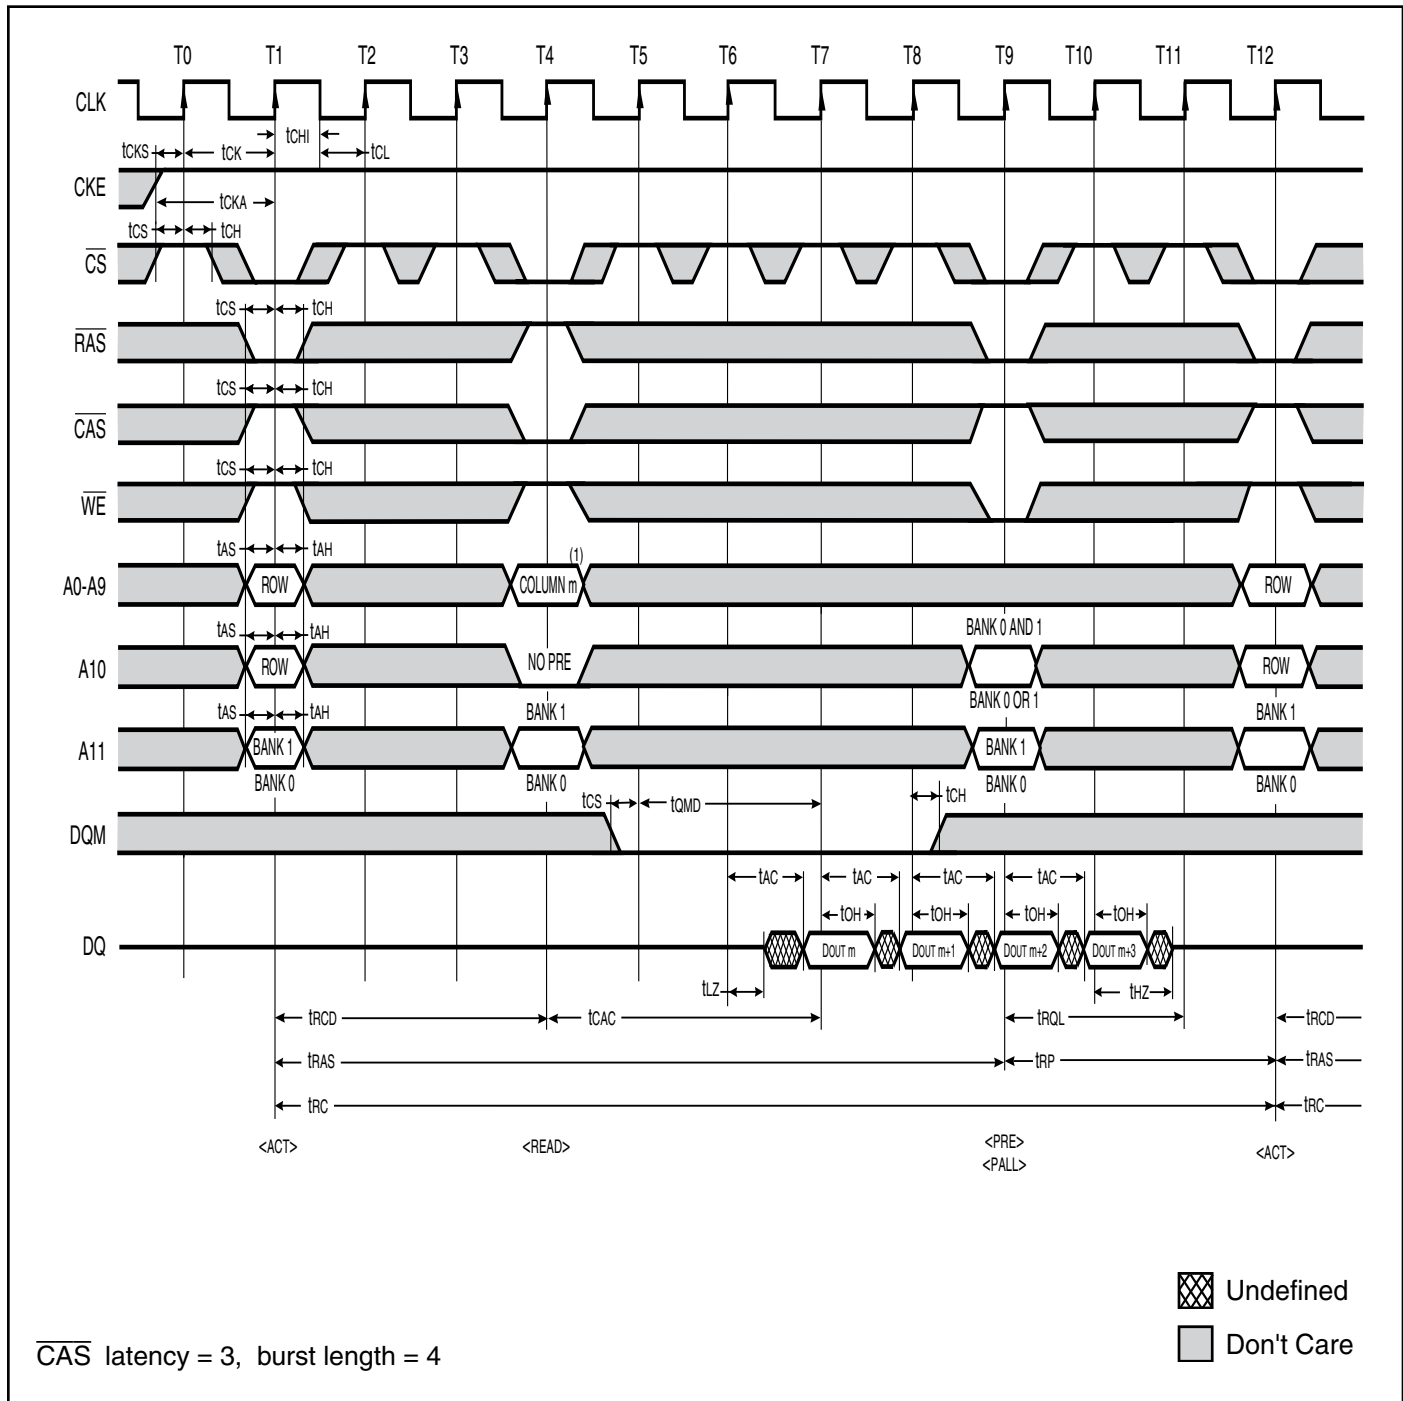 T0 T1 T2 T3 T4 T5 T6 T7 T8 T9 T10 T11 T12
CLK
tCHI
tCKS tCK tCL
CKE
tCKA
tCS tCH
CS
tCS tCH
RAS
tCS tCH
CAS
tCS tCH
WE
tAS tAH (1)
A0-A9 ROW COLUMN m ROW
tAS tAH BANK 0 AND 1
A10 ROW NO PRE ROW
BANK 0 OR 1
tAS tAH BANK 1 BANK 1
A11 BANK 1 BANK 1
BANK 0 BANK 0 BANK 0 BANK 0
tCS tQMD tCH
DQM
tAC tAC tAC tAC
tOH tOH tOH tOH
DQ DOUT m DOUT m+1 DOUT m+2 DOUT m+3
tLZ tHZ
tRCD tCAC tRQL tRCD
tRAS tRP tRAS
tRC tRC
<ACT> <READ> <PRE> <ACT>
<PALL>
Undefined
Don't Care
CAS latency = 3, burst length = 4